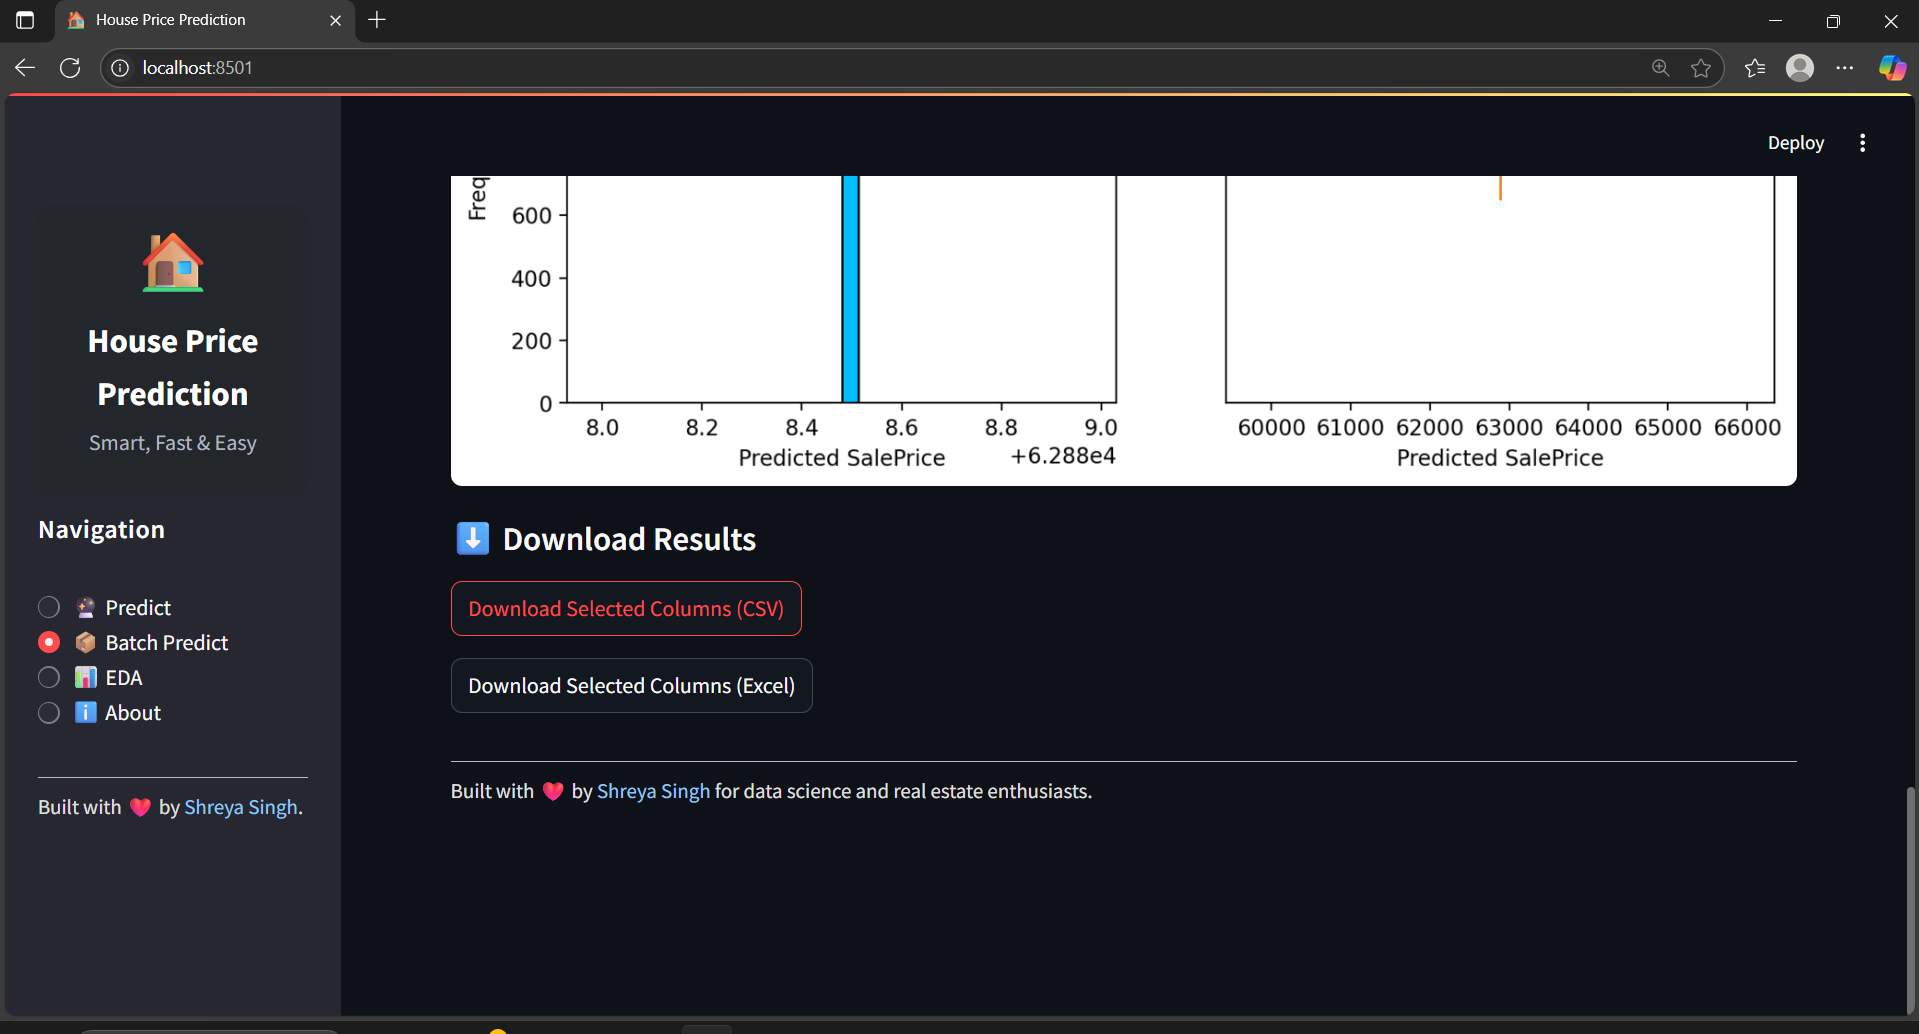 House Price Prediction
localhost:8501
Deploy
House Price
Prediction
Smart, Fast & Easy
Navigation
Predict
Batch Predict
EDA
About
Built with ❤️ by Shreya Singh.
Freq
600
400
200
0
8.0 8.2 8.4 8.6 8.8 9.0
Predicted SalePrice +6.288e4
60000 61000 62000 63000 64000 65000 66000
Predicted SalePrice
Download Results
Download Selected Columns (CSV)
Download Selected Columns (Excel)
Built with ❤️ by Shreya Singh for data science and real estate enthusiasts.